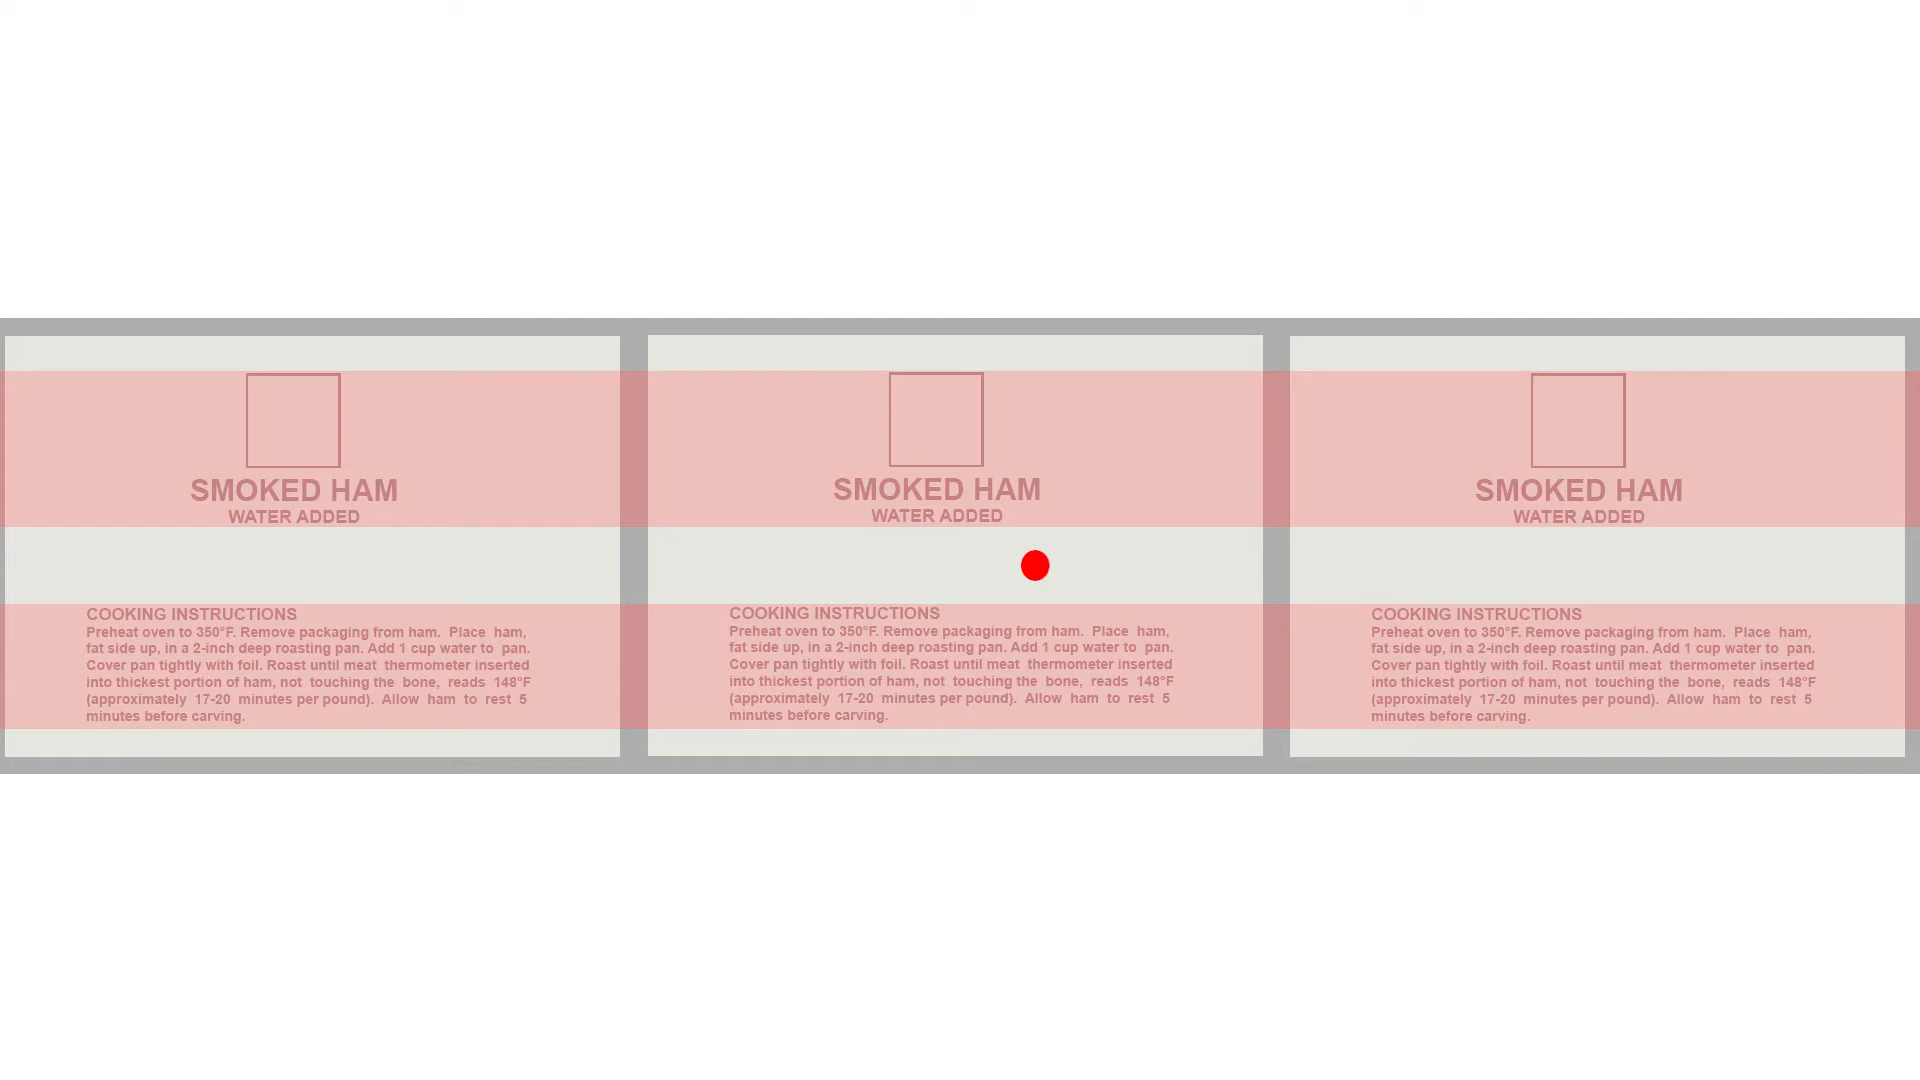 SMOKED HAM
WATER ADDED
COOKING INSTRUCTIONS
Preheat oven to 350°F. Remove packaging from ham. Place ham,
fat side up, in a 2-inch deep roasting pan. Add 1 cup water to pan.
Cover pan tightly with foil. Roast until meat thermometer inserted
into thickest portion of ham, not touching the bone, reads 148°F
(approximately 17-20 minutes per pound). Allow ham to rest 5
minutes before carving.
SMOKED HAM
WATER ADDED
COOKING INSTRUCTIONS
Preheat oven to 350°F. Remove packaging from ham. Place ham,
fat side up, in a 2-inch deep roasting pan. Add 1 cup water to pan.
Cover pan tightly with foil. Roast until meat thermometer inserted
into thickest portion of ham, not touching the bone, reads 148°F
(approximately 17-20 minutes per pound). Allow ham to rest 5
minutes before carving.
SMOKED HAM
WATER ADDED
COOKING INSTRUCTIONS
Preheat oven to 350°F. Remove packaging from ham. Place ham,
fat side up, in a 2-inch deep roasting pan. Add 1 cup water to pan.
Cover pan tightly with foil. Roast until meat thermometer inserted
into thickest portion of ham, not touching the bone, reads 148°F
(approximately 17-20 minutes per pound). Allow ham to rest 5
minutes before carving.